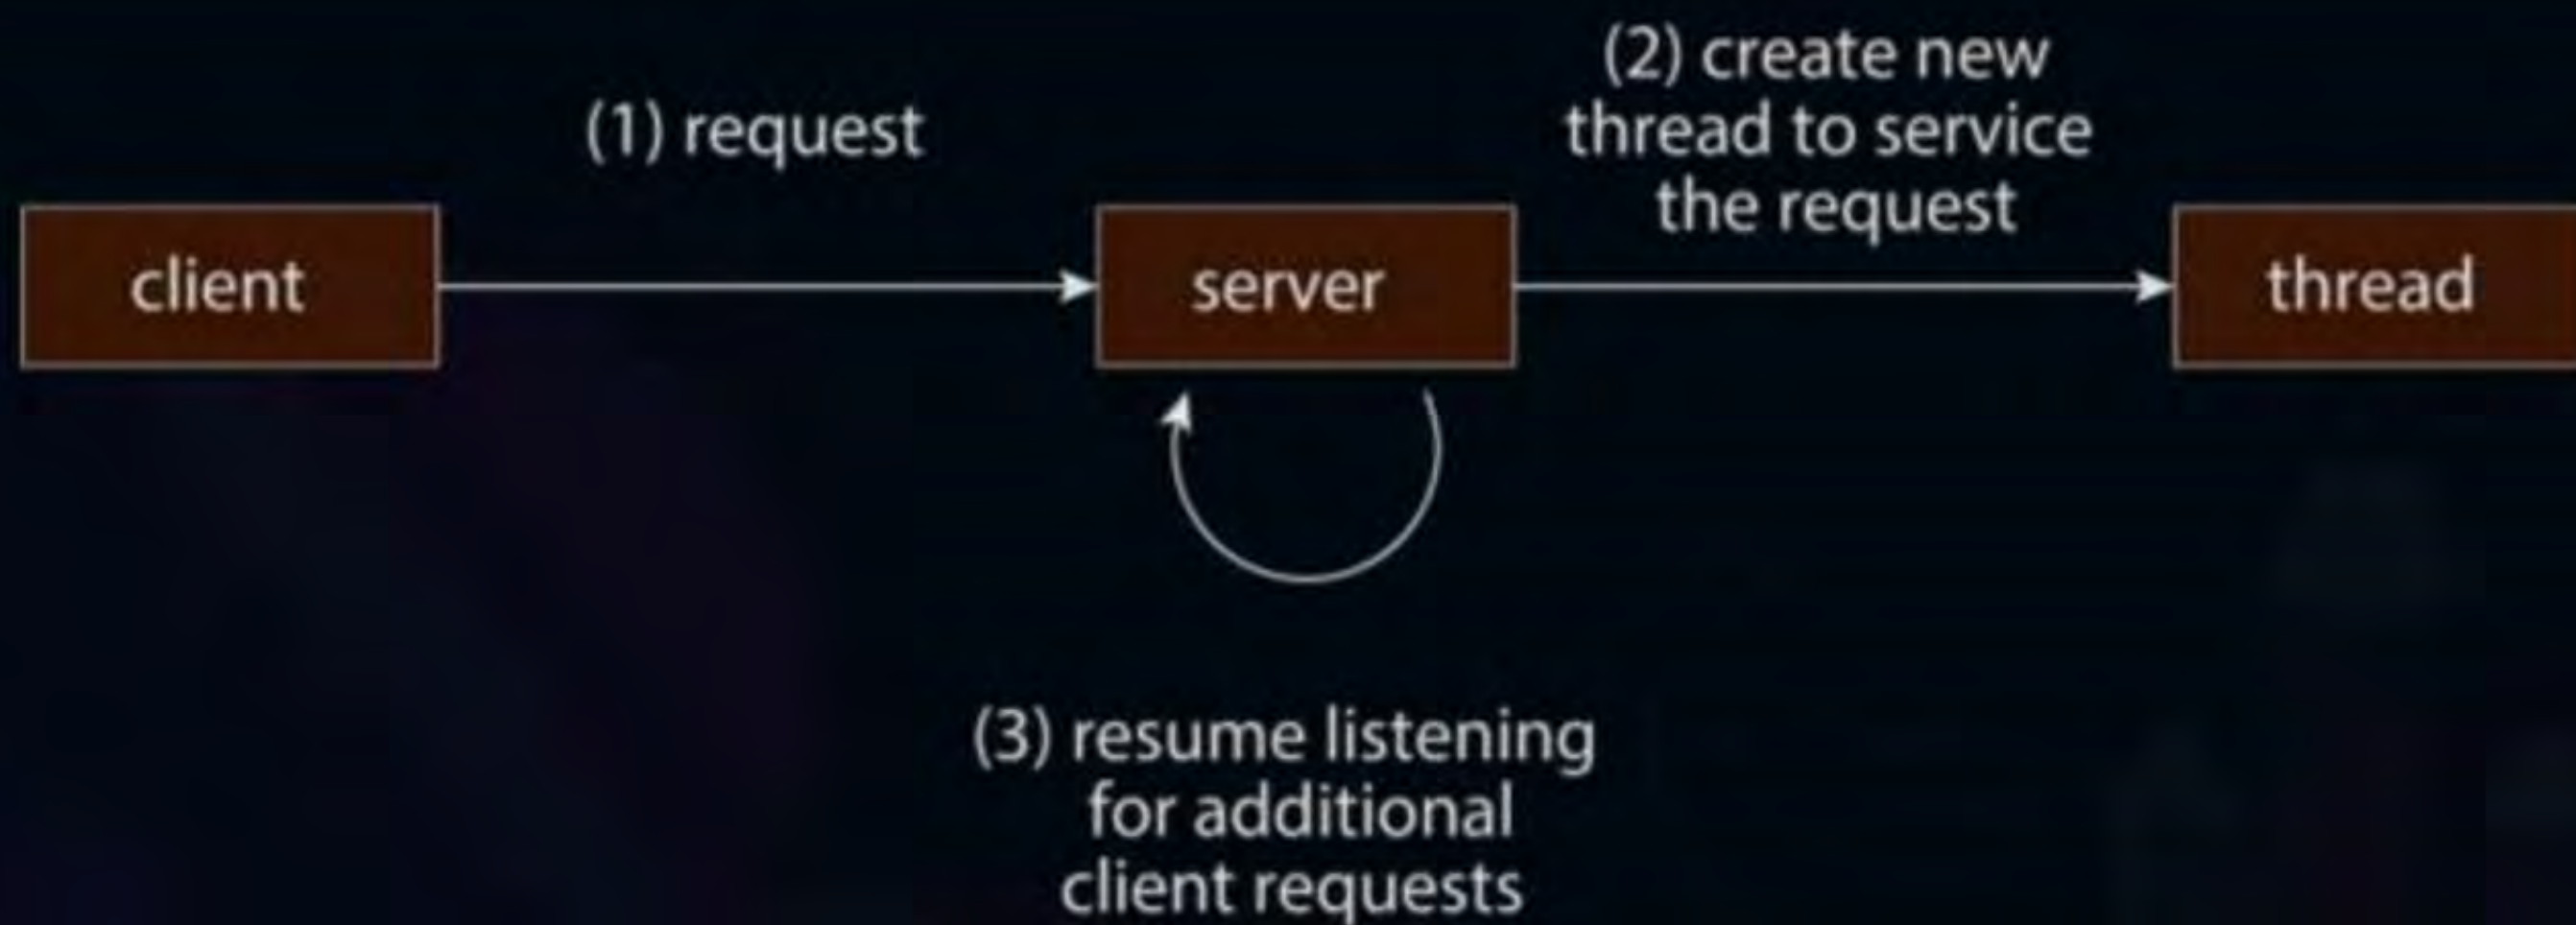 (1) request
(2) create new
thread to service
the request
client
server
thread
(3) resume listening
for additional
client requests